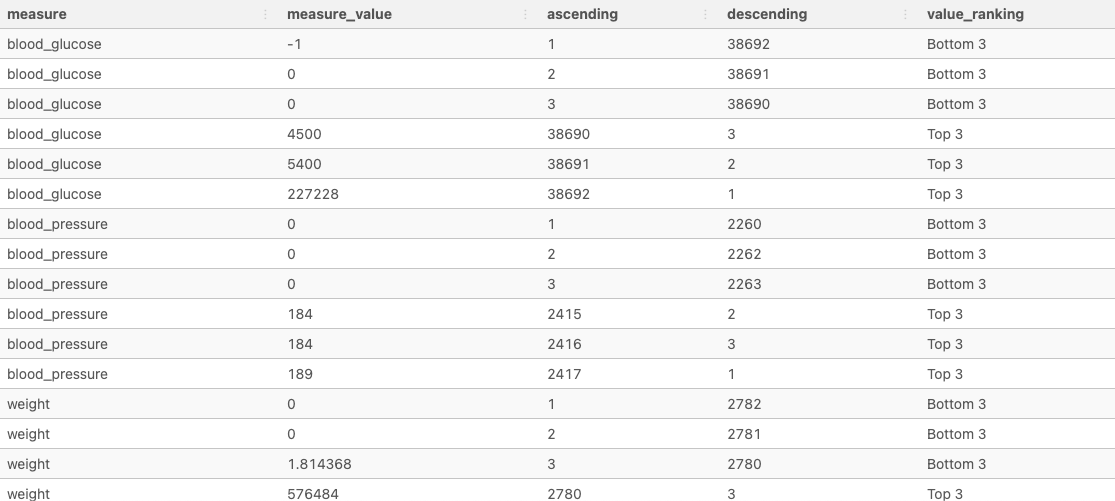 measure measure_value ascending descending value_ranking
blood_glucose -1 1 38692 Bottom 3
blood_glucose 0 2 38691 Bottom 3
blood_glucose 0 3 38690 Bottom 3
blood_glucose 4500 38690 3 Top 3
blood_glucose 5400 38691 2 Top 3
blood_glucose 227228 38692 1 Top 3
blood_pressure 0 1 2260 Bottom 3
blood_pressure 0 2 2262 Bottom 3
blood_pressure 0 3 2263 Bottom 3
blood_pressure 184 2415 2 Top 3
blood_pressure 184 2416 3 Top 3
blood_pressure 189 2417 1 Top 3
weight 0 1 2782 Bottom 3
weight 0 2 2781 Bottom 3
weight 1.814368 3 2780 Bottom 3
weight 576484 2780 3 Top 3